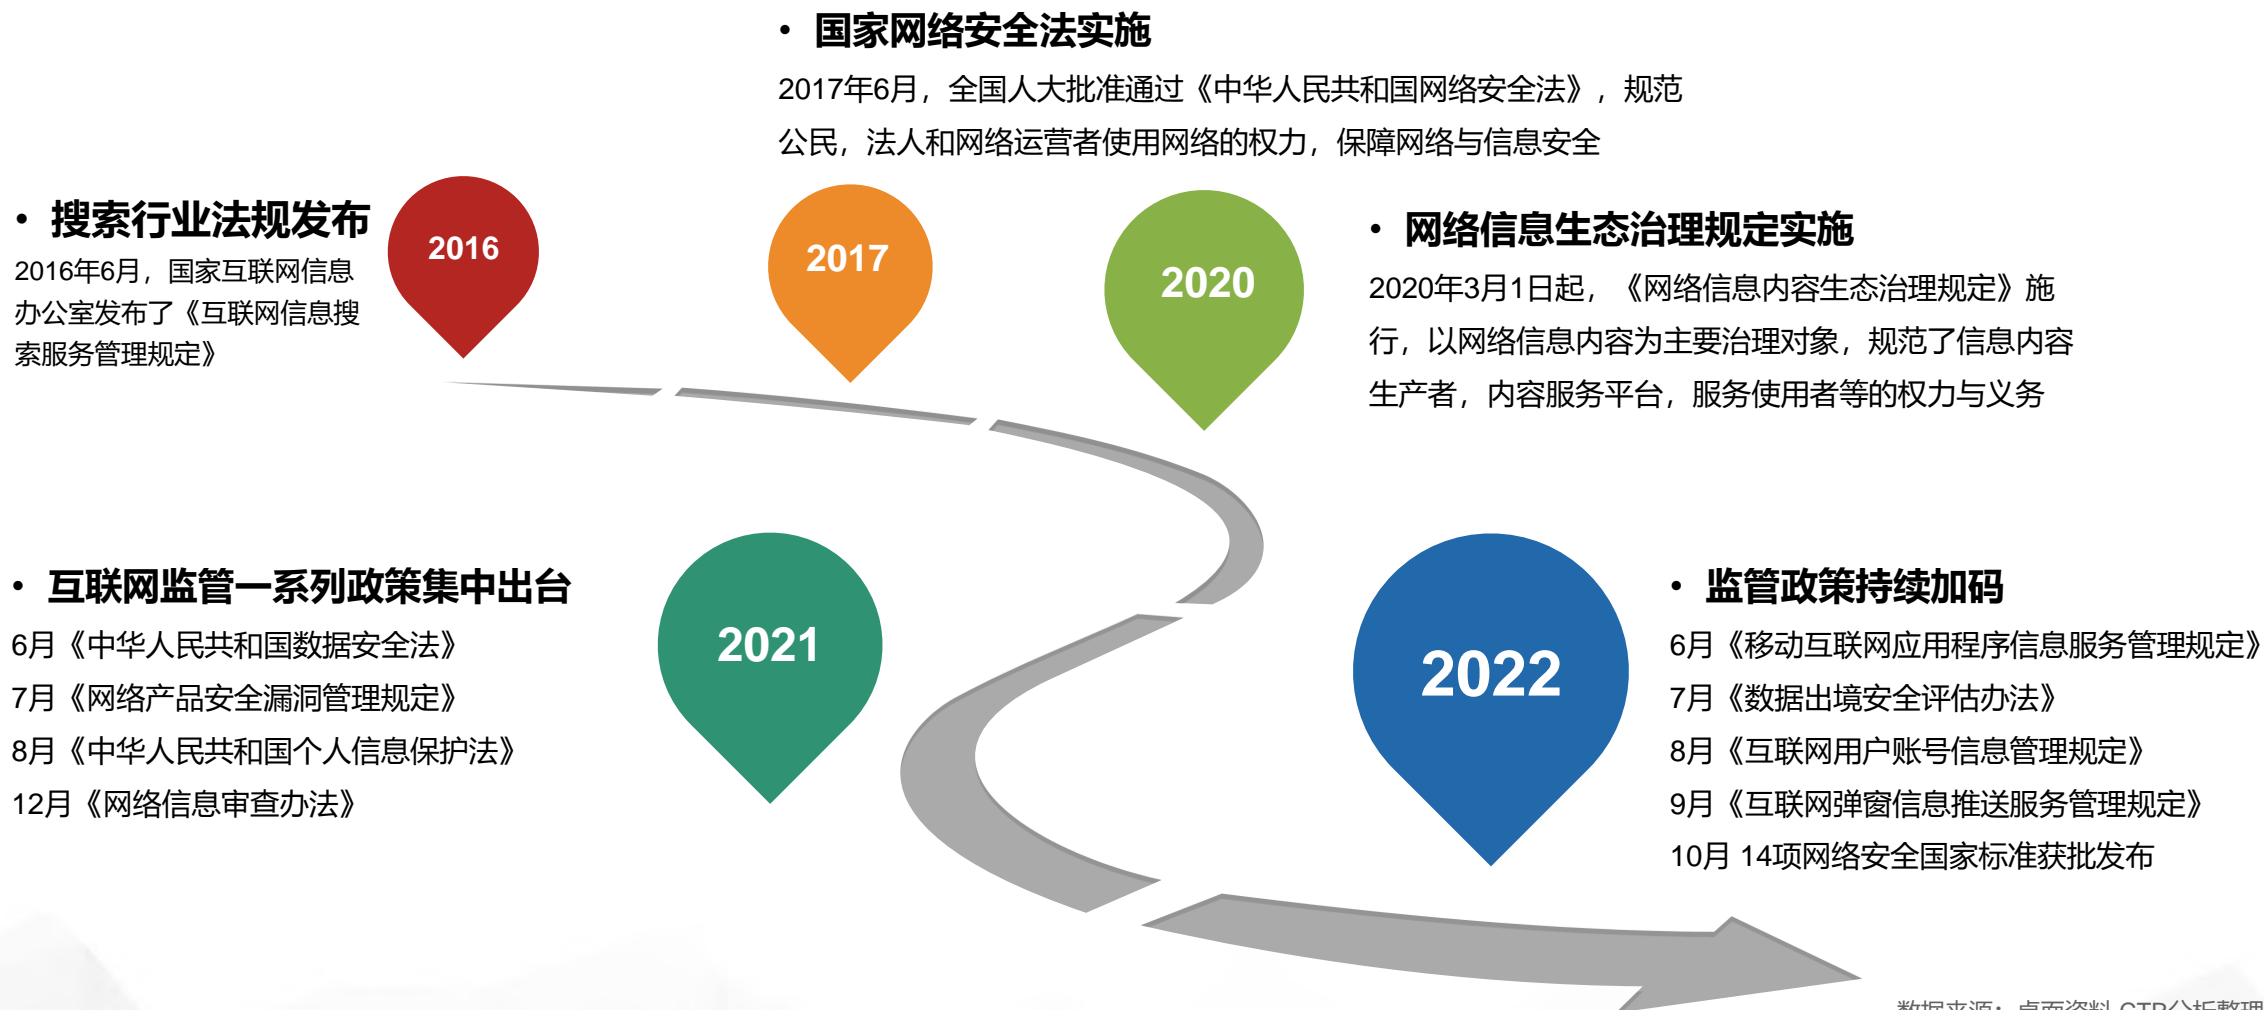 • 国家网络安全法实施
2017年6月，全国人大批准通过《中华人民共和国网络安全法》，规范
公民，法人和网络运营者使用网络的权力，保障网络与信息安全
• 搜索行业法规发布
2016年6月，国家互联网信息
办公室发布了《互联网信息搜
索服务管理规定》
2016
2017
2020
• 网络信息生态治理规定实施
2020年3月1日起，《网络信息内容生态治理规定》施
行，以网络信息内容为主要治理对象，规范了信息内容
生产者，内容服务平台，服务使用者等的权力与义务
• 互联网监管一系列政策集中出台
6月《中华人民共和国数据安全法》
7月《网络产品安全漏洞管理规定》
8月《中华人民共和国个人信息保护法》
12月《网络信息审查办法》
2021
2022
• 监管政策持续加码
6月《移动互联网应用程序信息服务管理规定》
7月《数据出境安全评估办法》
8月《互联网用户账号信息管理规定》
9月《互联网弹窗信息推送服务管理规定》
10月 14项网络安全国家标准获批发布
数据来源：桌面资料 CTR分析整理